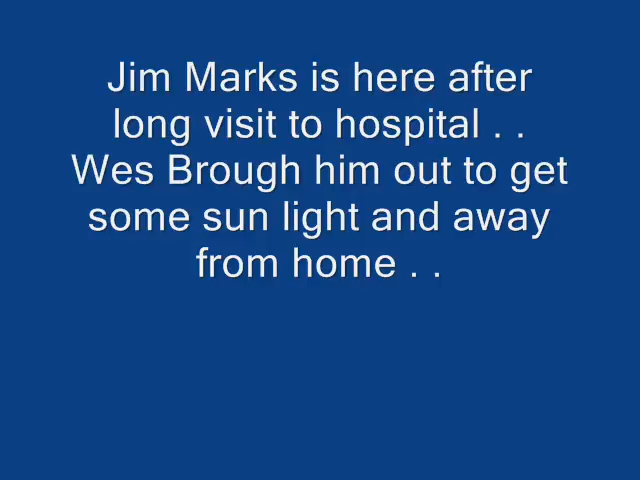 Jim Marks is here after
long visit to hospital . .
Wes Brough him out to get
some sun light and away
from home . .